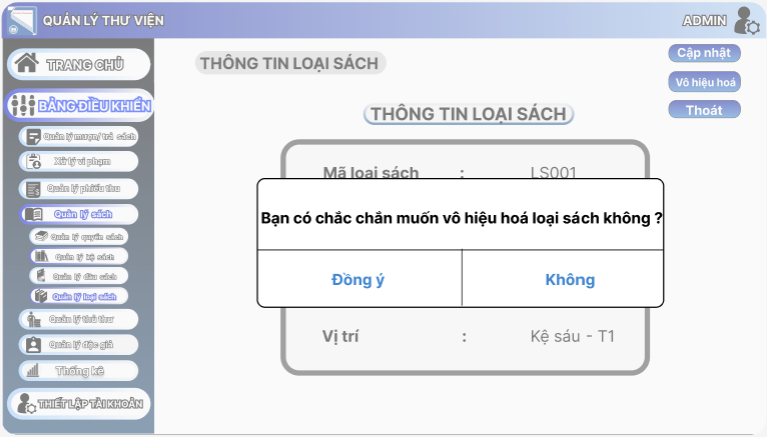 QUẢN LÝ THƯ VIỆN
ADMIN
TRANG CHỦ
BẢNG ĐIỀU KHIỂN
Quản lý mượn/trả sách
Xử lý vi phạm
Quản lý phiếu thu
Quản lý sách
Quản lý quyển sách
Quản lý kệ sách
Quản lý đầu sách
Quản lý loại sách
Quản lý thủ thư
Quản lý độc giả
Thống kê
THIẾT LẬP TÀI KHOẢN
THÔNG TIN LOẠI SÁCH
Cập nhật
Vô hiệu hoá
Thoát
THÔNG TIN LOẠI SÁCH
Mã loại sách : LS001
Bạn có chắc chắn muốn vô hiệu hoá loại sách không ?
Đồng ý Không
Vị trí : Kệ sáu - T1